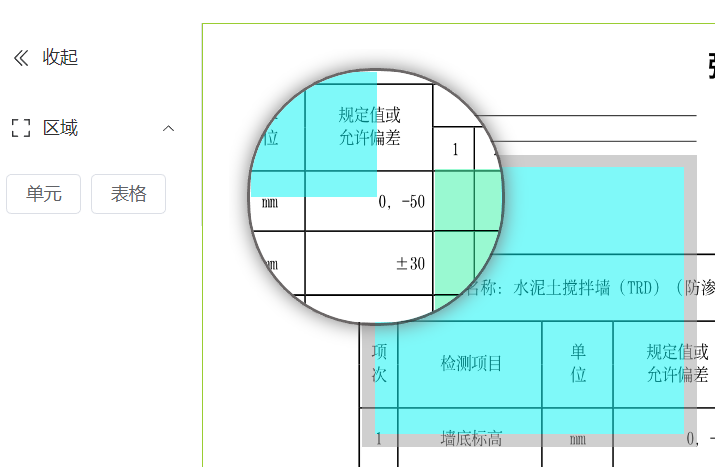 收起
区域
单元
表格
规定值或
位
允许偏差
1
mm
0, -50
mm
±30
名称: 水泥土搅拌墙 (TRD) (防渗
项
次
检测项目
单
位
规定值或
允许偏差
1
墙底标高
mm
0, -